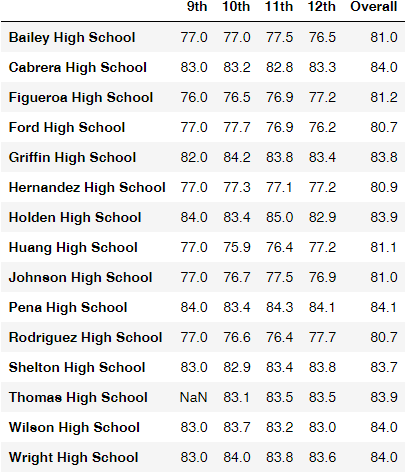 9th 10th 11th 12th Overall
Bailey High School 77.0 77.0 77.5 76.5 81.0
Cabrera High School 83.0 83.2 82.8 83.3 84.0
Figueroa High School 76.0 76.5 76.9 77.2 81.2
Ford High School 77.0 77.7 76.9 76.2 80.7
Griffin High School 82.0 84.2 83.8 83.4 83.8
Hernandez High School 77.0 77.3 77.1 77.2 80.9
Holden High School 84.0 83.4 85.0 82.9 83.9
Huang High School 77.0 75.9 76.4 77.2 81.1
Johnson High School 77.0 76.7 77.5 76.9 81.0
Pena High School 84.0 83.4 84.3 84.1 84.1
Rodriguez High School 77.0 76.6 76.4 77.7 80.7
Shelton High School 83.0 82.9 83.4 83.8 83.7
Thomas High School NaN 83.1 83.5 83.5 83.9
Wilson High School 83.0 83.7 83.2 83.0 84.0
Wright High School 83.0 84.0 83.8 83.6 84.0